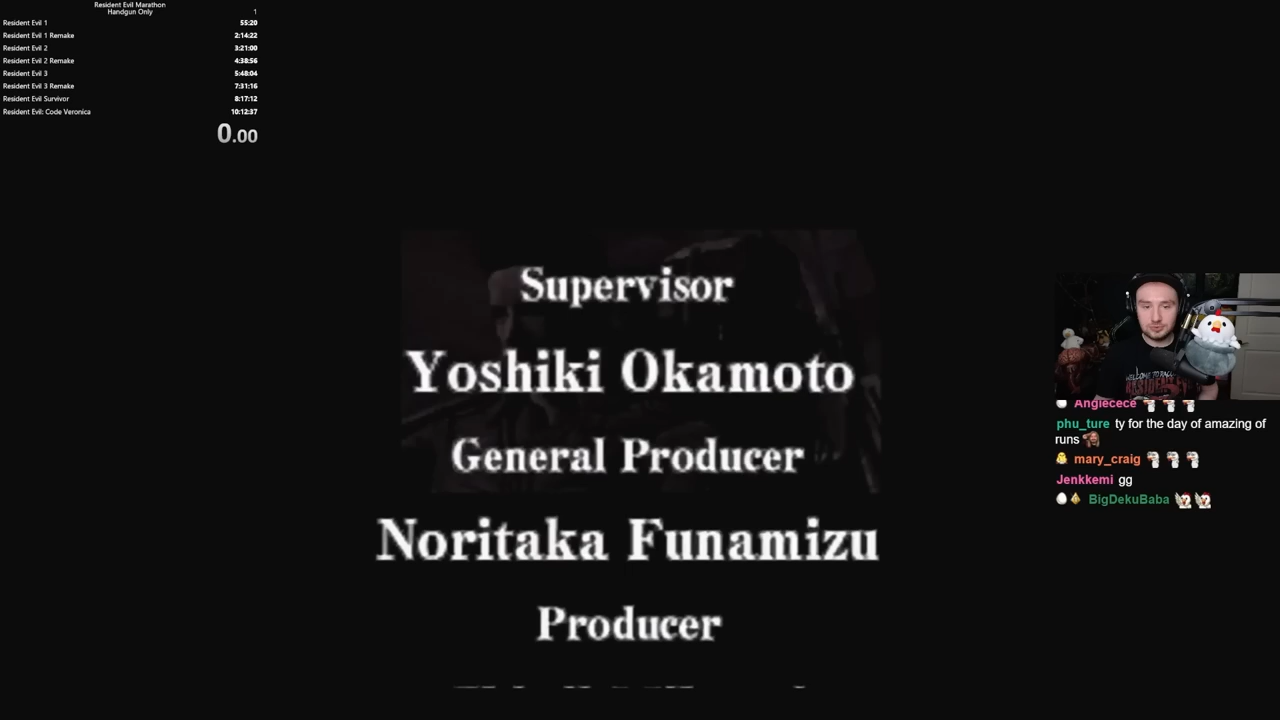 Resident Evil Marathon
Handgun Only 1
Resident Evil 1 55:20
Resident Evil 1 Remake 2:14:22
Resident Evil 2 3:21:00
Resident Evil 2 Remake 4:38:56
Resident Evil 3 5:48:04
Resident Evil 3 Remake 7:31:16
Resident Evil Survivor 8:17:12
Resident Evil: Code Veronica 10:12:37
0.00
Supervisor
Yoshiki Okamoto
General Producer
Noritaka Funamizu
Producer
WELCOME TO
RESIDENT
Angiecece
phu_ture ty for the day of amazing of
runs
mary_craig
Jenkkemi gg
BigDekuBaba